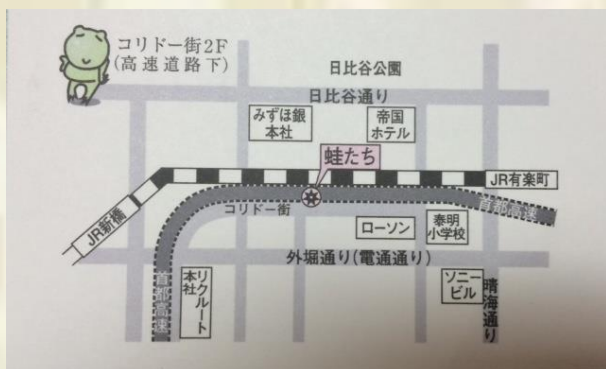 コリドー街2F
(高速道路下)
日比谷公園
日比谷通り
みずほ銀
本社
帝国
ホテル
蛙たち
JR有楽町
首都高速
コリドー街
JR新橋
ローソン
泰明
小学校
外堀通り(電通通り)
首都高速
リクルート
本社
ソニー
ビル
晴海通り